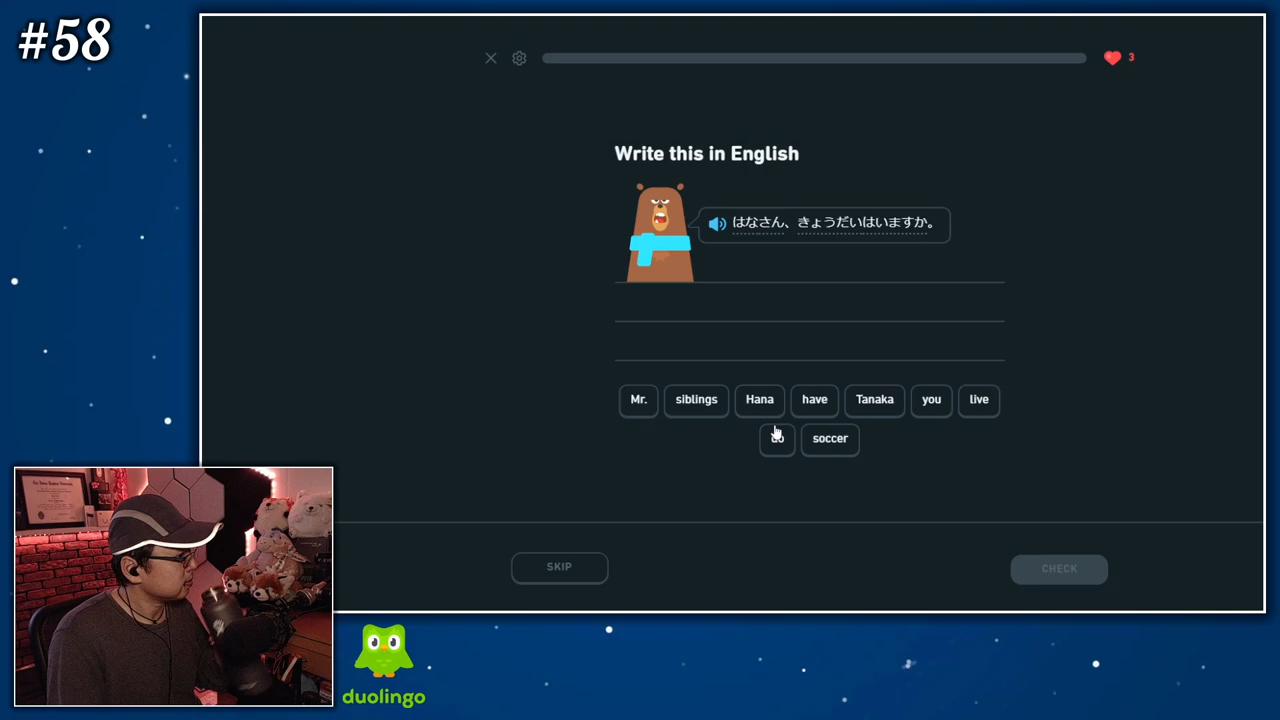 #58
3
Write this in English
はなさん、きょうだいはいますか。
Mr. siblings Hana have Tanaka you live
do soccer
SKIP CHECK
duolingo